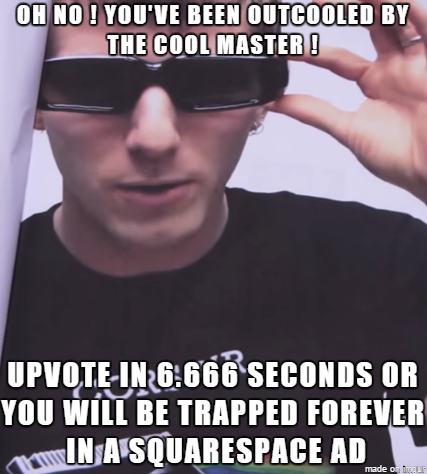 OH NO ! YOU'VE BEEN OUTCOOLED BY
THE COOL MASTER !
UPVOTE IN 6.666 SECONDS OR
YOU WILL BE TRAPPED FOREVER
IN A SQUARESPACE AD
made on imgur